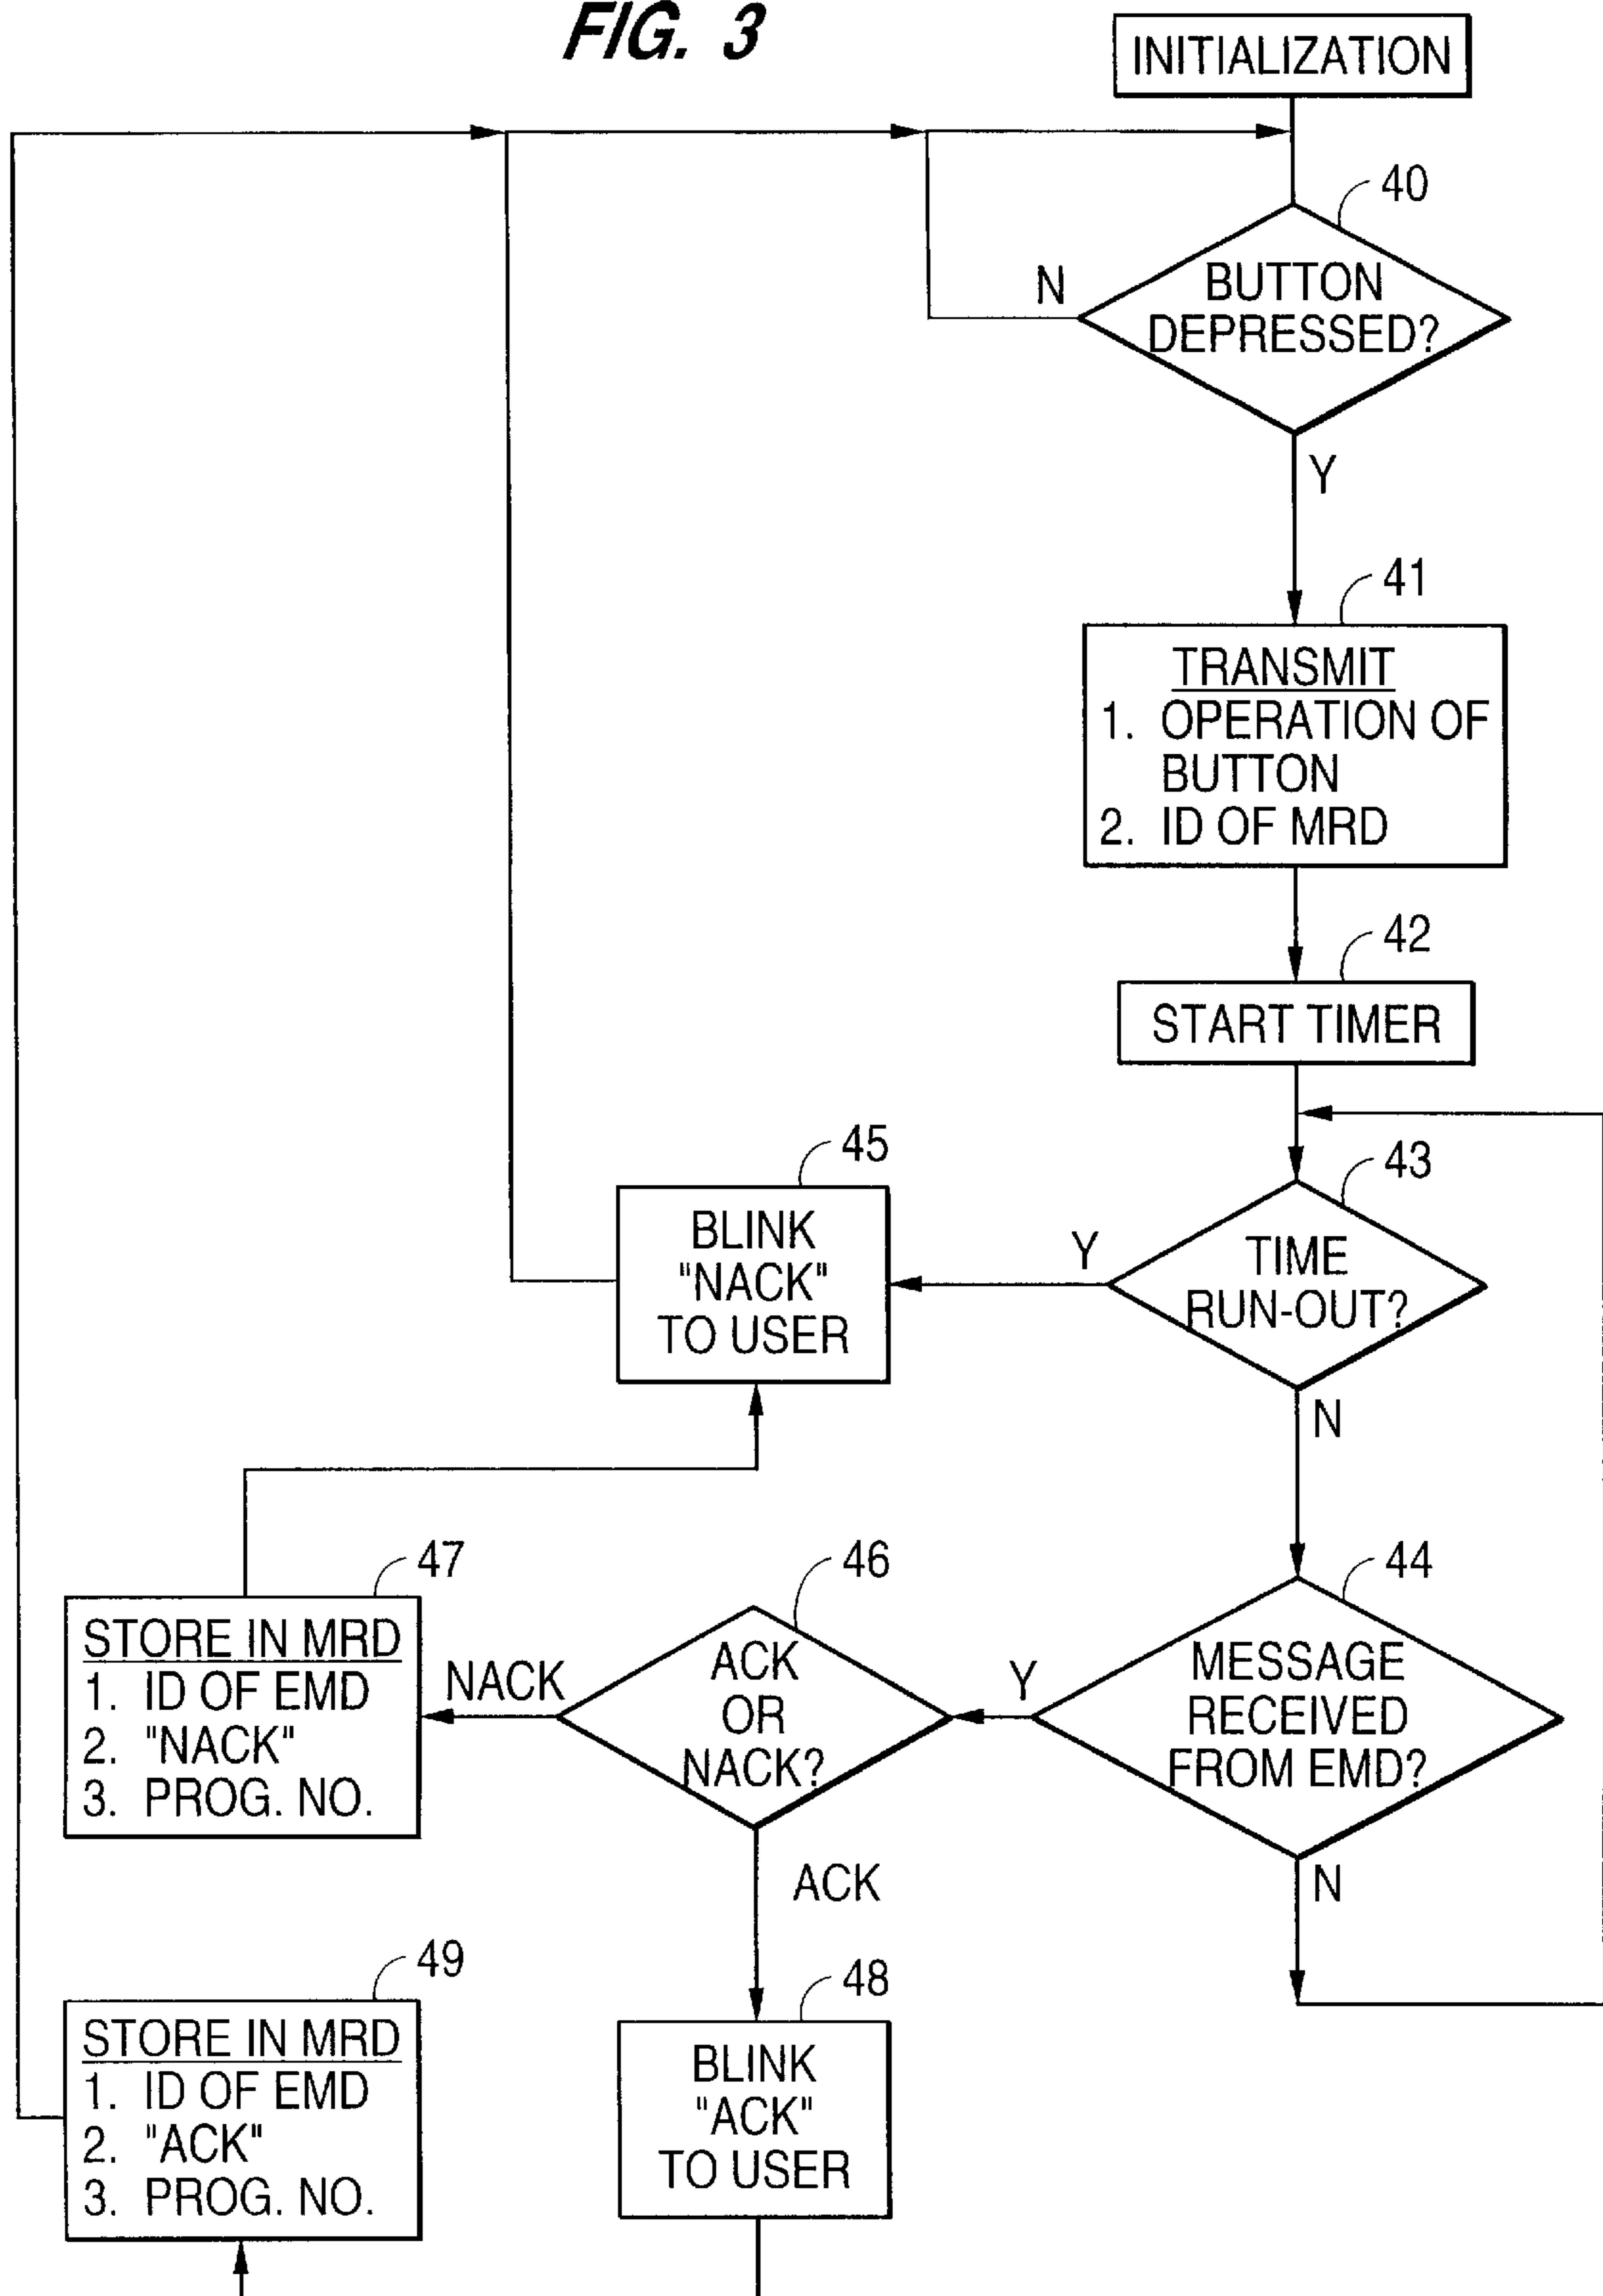 FIG. 3
INITIALIZATION
40
BUTTON
DEPRESSED?
N
Y
41
TRANSMIT
1. OPERATION OF
BUTTON
2. ID OF MRD
42
START TIMER
43
TIME
RUN-OUT?
Y
N
45
BLINK
"NACK"
TO USER
44
MESSAGE
RECEIVED
FROM EMD?
Y
N
46
ACK
OR
NACK?
NACK
ACK
47
STORE IN MRD
1. ID OF EMD
2. "NACK"
3. PROG. NO.
48
BLINK
"ACK"
TO USER
49
STORE IN MRD
1. ID OF EMD
2. "ACK"
3. PROG. NO.